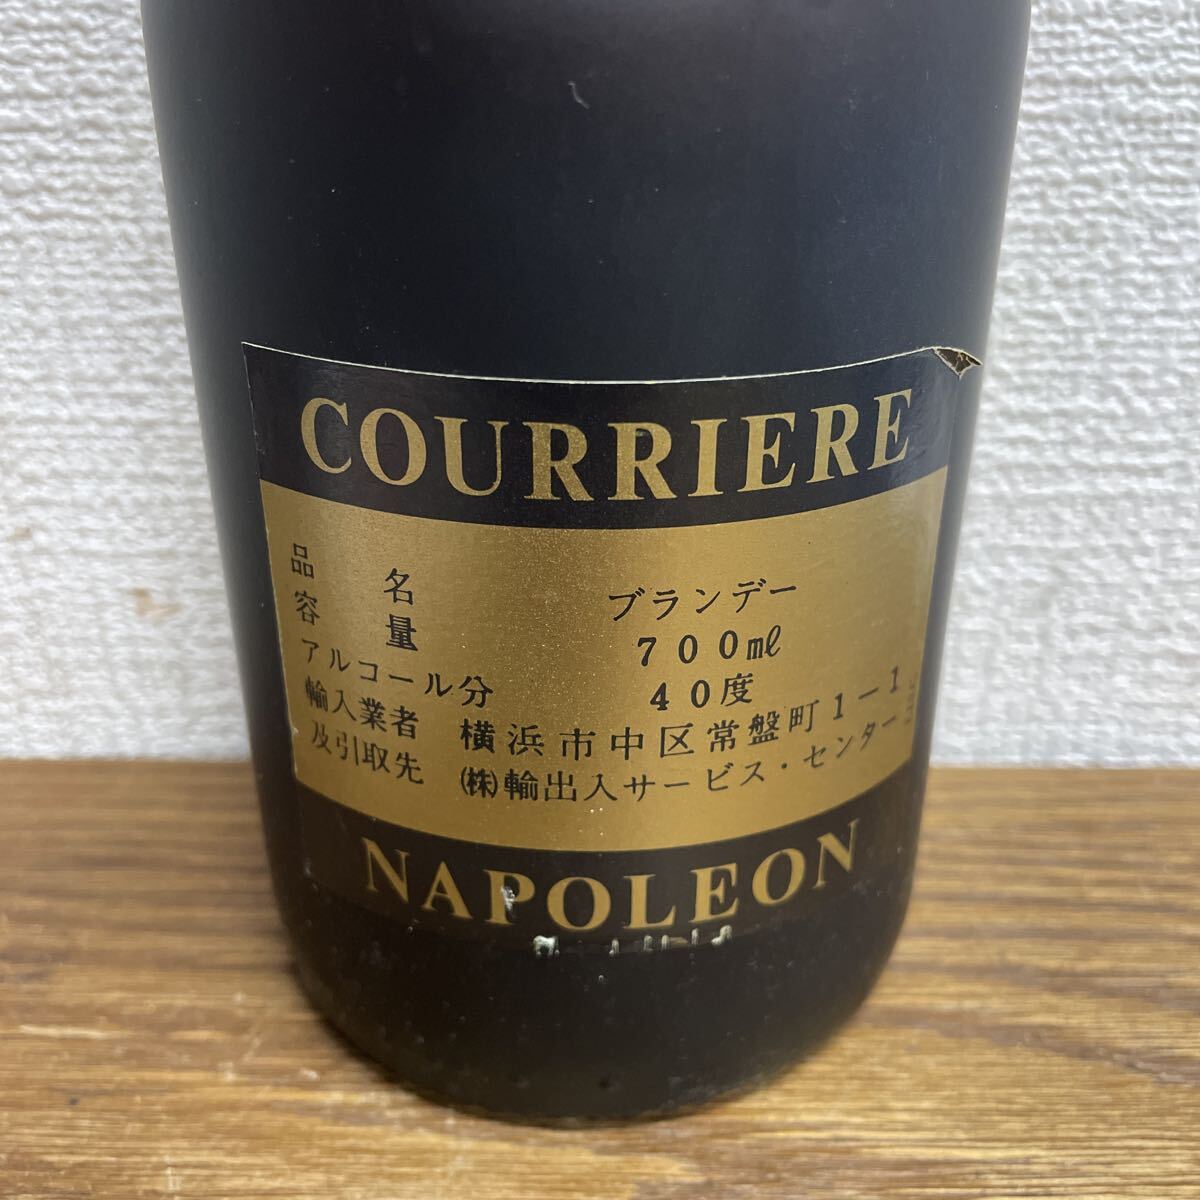 COURRIERE
品名 ブランデー
容量 700㎖
アルコール分 40度
輸入業者 横浜市中区常盤町1-1
及引取先 ㈱輸出入サービス・センター
NAPOLEON